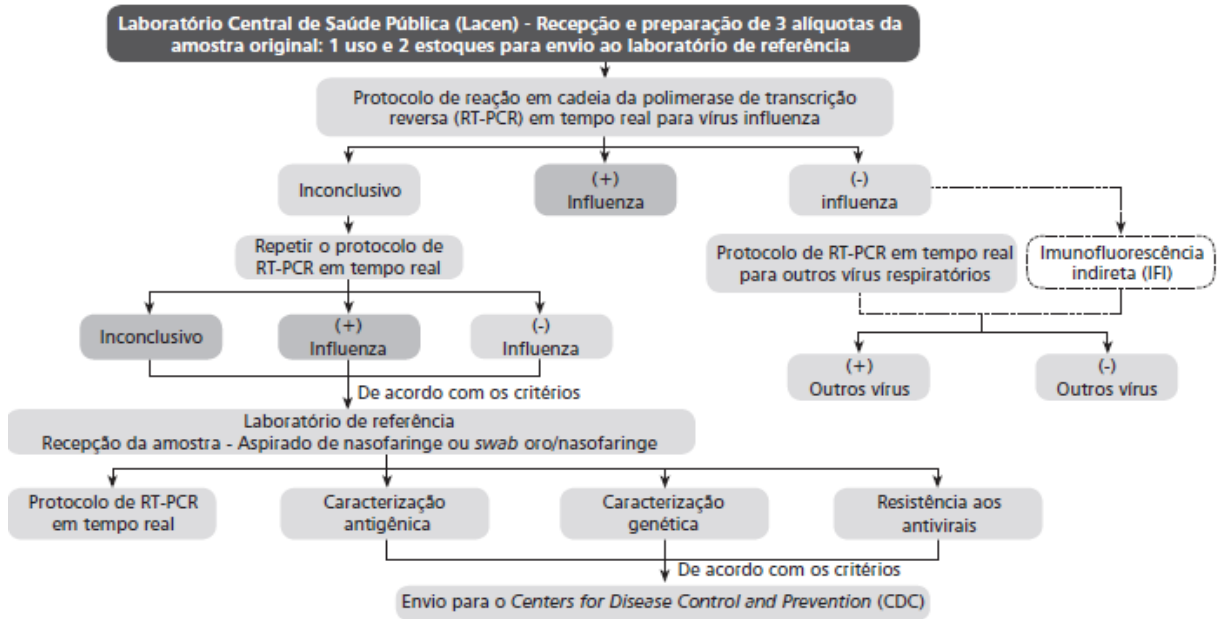 Laboratório Central de Saúde Pública (Lacen) - Recepção e preparação de 3 alíquotas da
amostra original: 1 uso e 2 estoques para envio ao laboratório de referência
Protocolo de reação em cadeia da polimerase de transcrição
reversa (RT-PCR) em tempo real para vírus influenza
Inconclusivo
(+)
Influenza
(-)
influenza
Repetir o protocolo de
RT-PCR em tempo real
Protocolo de RT-PCR em tempo real
para outros vírus respiratórios
Imunofluorescência
indireta (IFI)
Inconclusivo
(+)
Influenza
(-)
Influenza
(+)
Outros vírus
(-)
Outros vírus
De acordo com os critérios
Laboratório de referência
Recepção da amostra - Aspirado de nasofaringe ou swab oro/nasofaringe
Protocolo de RT-PCR
em tempo real
Caracterização
antigênica
Caracterização
genética
Resistência aos
antivirais
De acordo com os critérios
Envio para o Centers for Disease Control and Prevention (CDC)